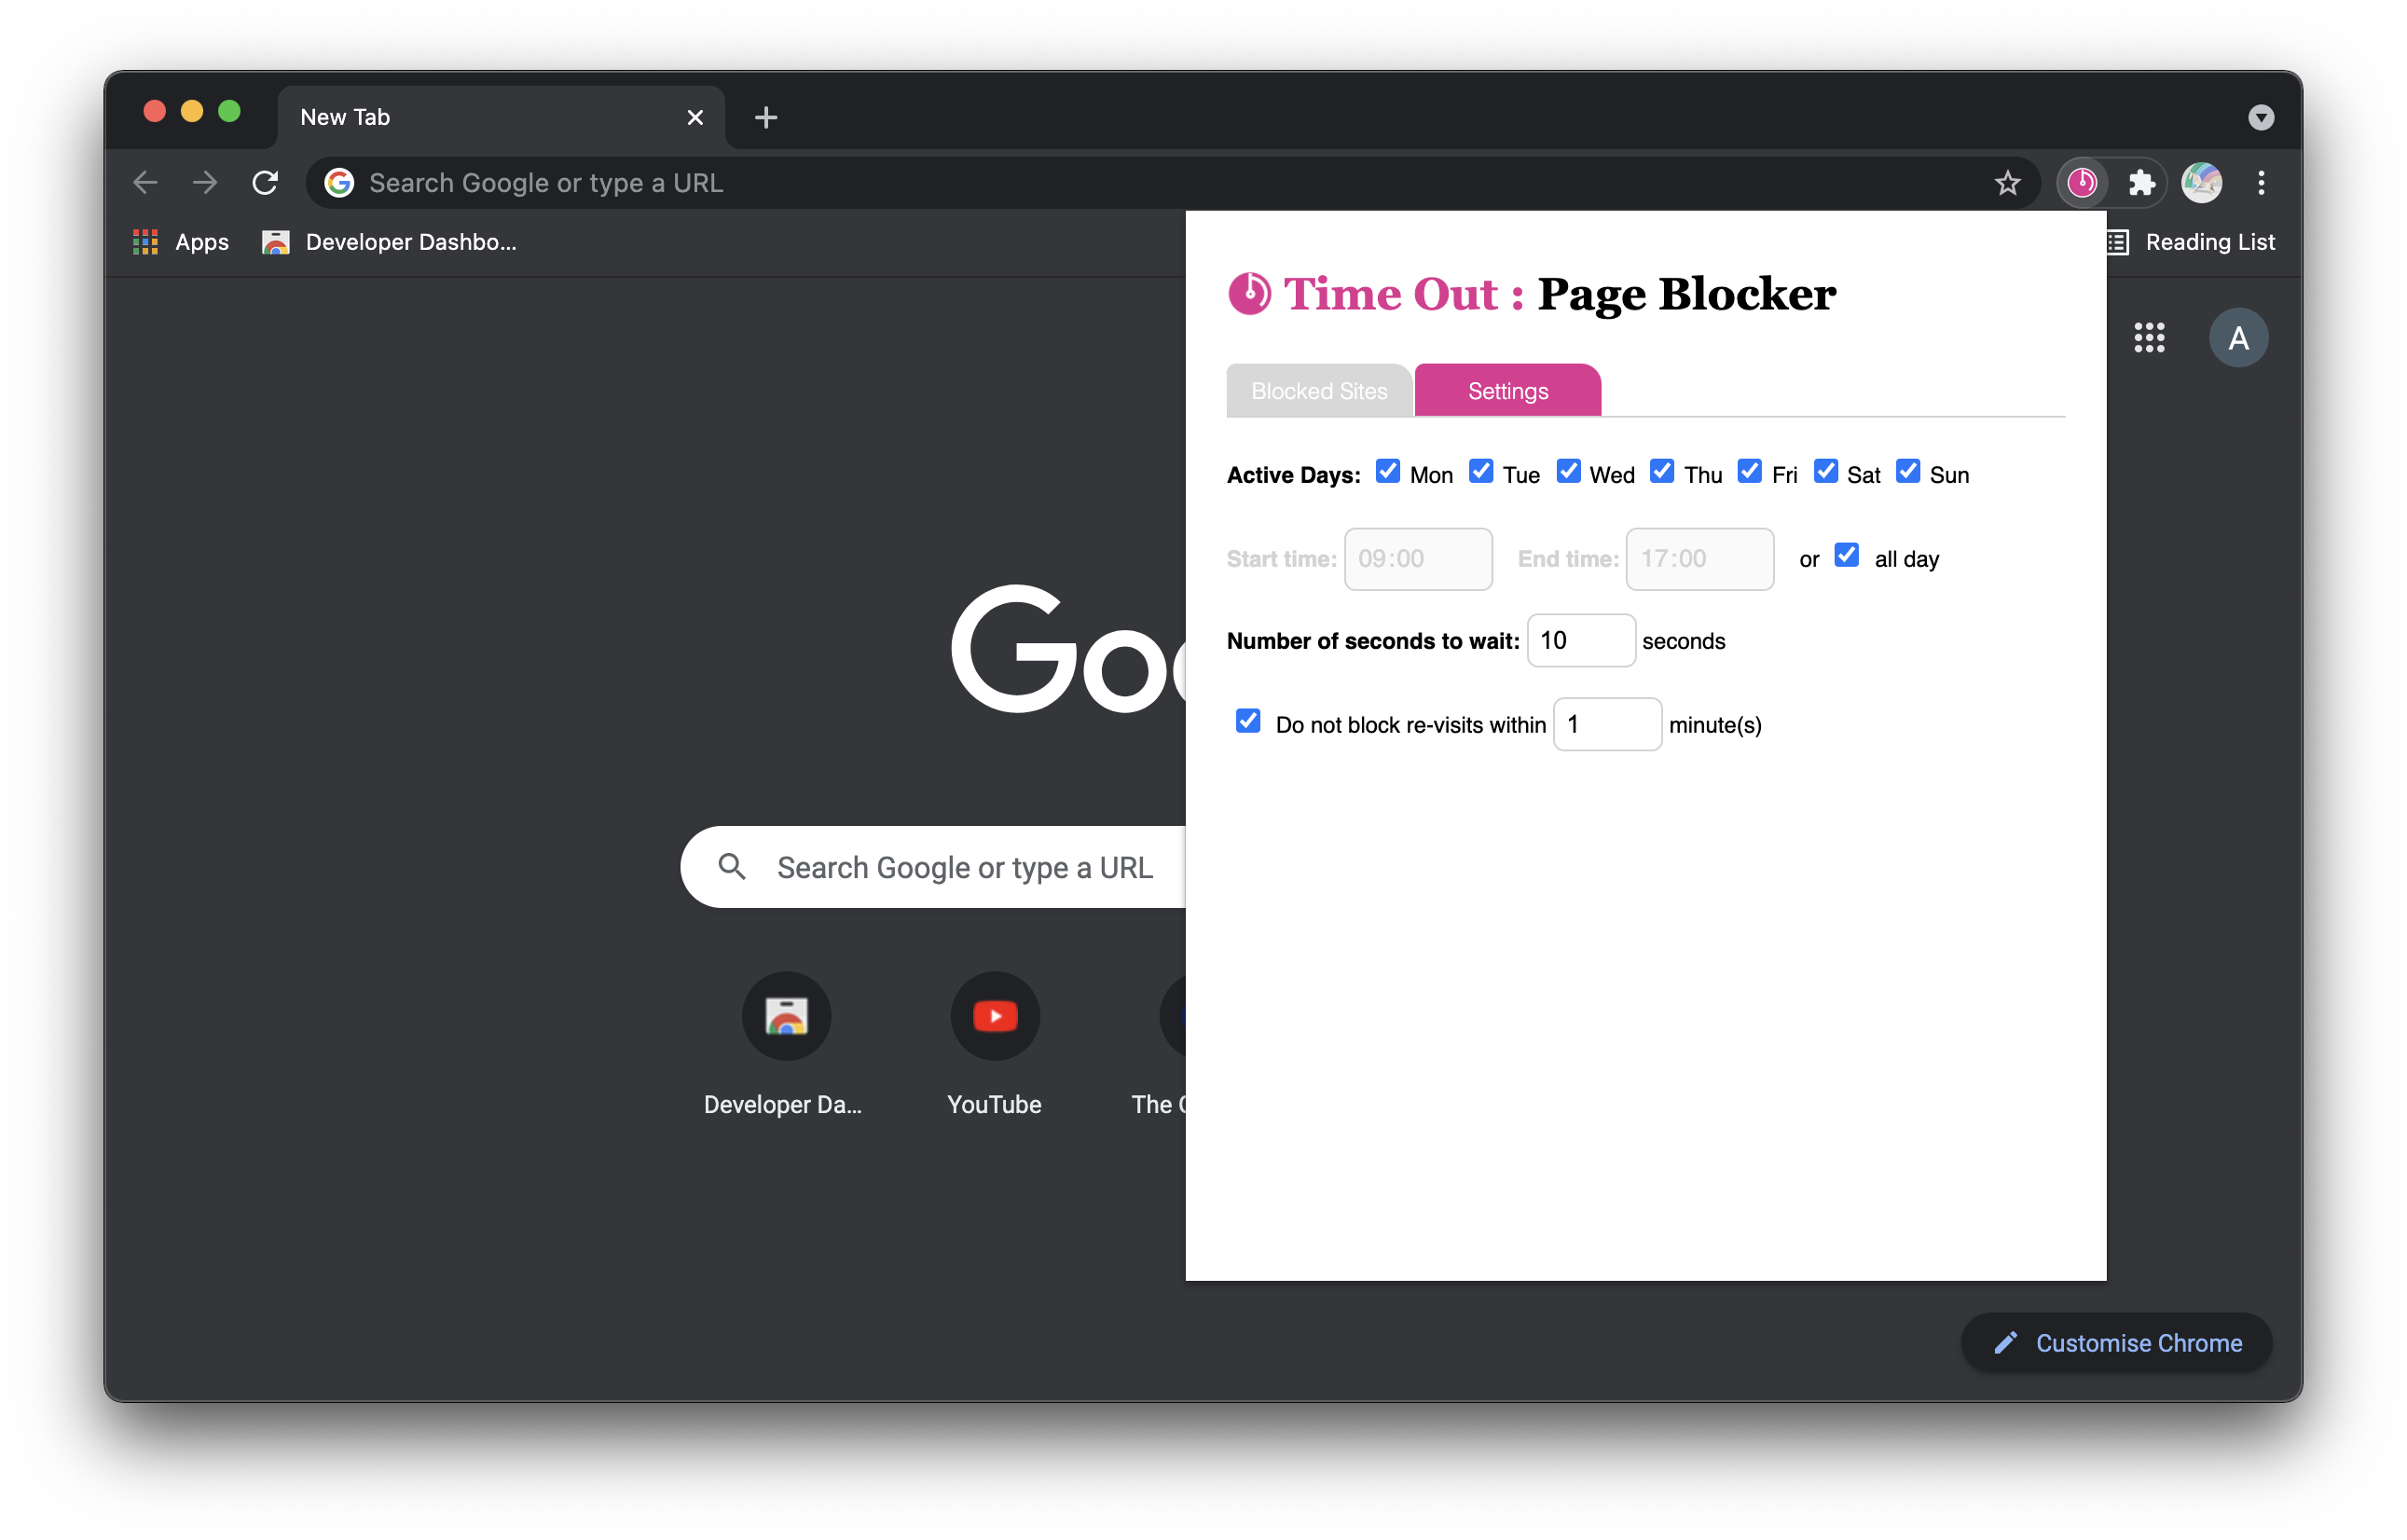 New Tab
Search Google or type a URL
Apps
Developer Dashbo...
Reading List
Time Out : Page Blocker
A
Blocked Sites
Settings
Active Days: Mon Tue Wed Thu Fri Sat Sun
Start time: 09:00 End time: 17:00 or all day
Number of seconds to wait: 10 seconds
Do not block re-visits within 1 minute(s)
Goo
Search Google or type a URL
Developer Da...
YouTube
The
Customise Chrome